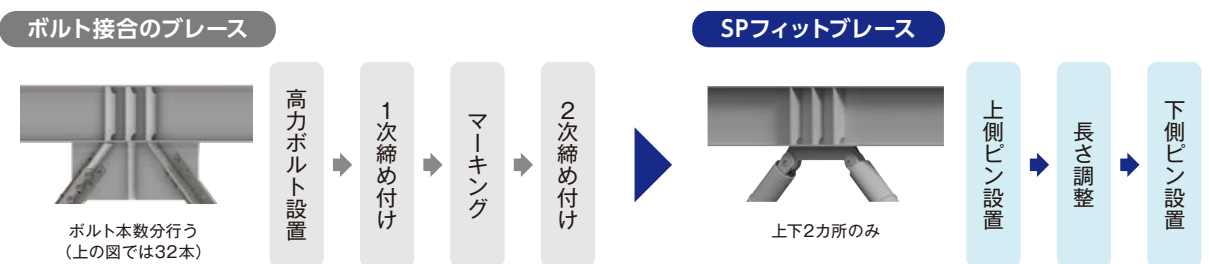 ボルト接合のブレース
ボルト本数分行う
（上の図では32本）
高力ボルト設置
1次締め付け
マーキング
2次締め付け
SPフィットブレース
上下2カ所のみ
上側ピン設置
長さ調整
下側ピン設置